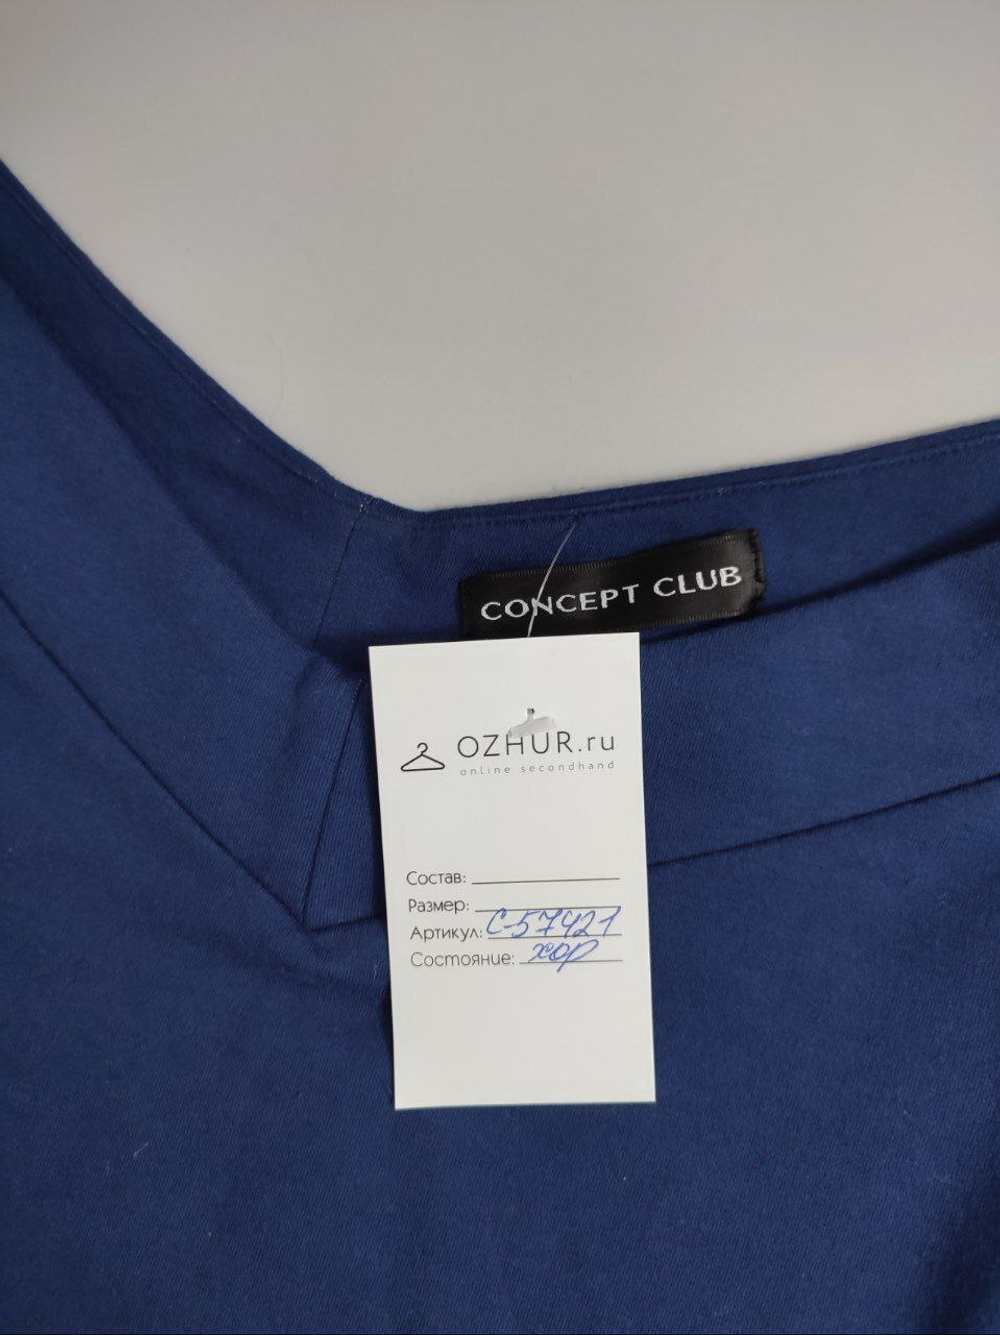 CONCEPT CLUB
OZHUR.ru
online secondhand
Состав:
Размер:
Артикул: С-57421
Состояние: хор